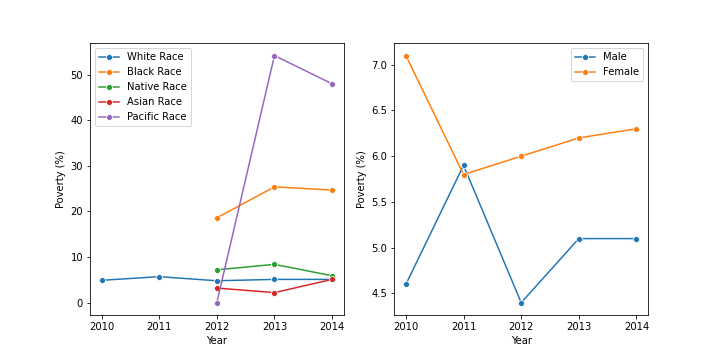 White Race
Black Race
Native Race
Asian Race
Pacific Race
Poverty (%)
50
40
30
20
10
0
2010 2011 2012 2013 2014
Year
Male
Female
Poverty (%)
7.0
6.5
6.0
5.5
5.0
4.5
2010 2011 2012 2013 2014
Year